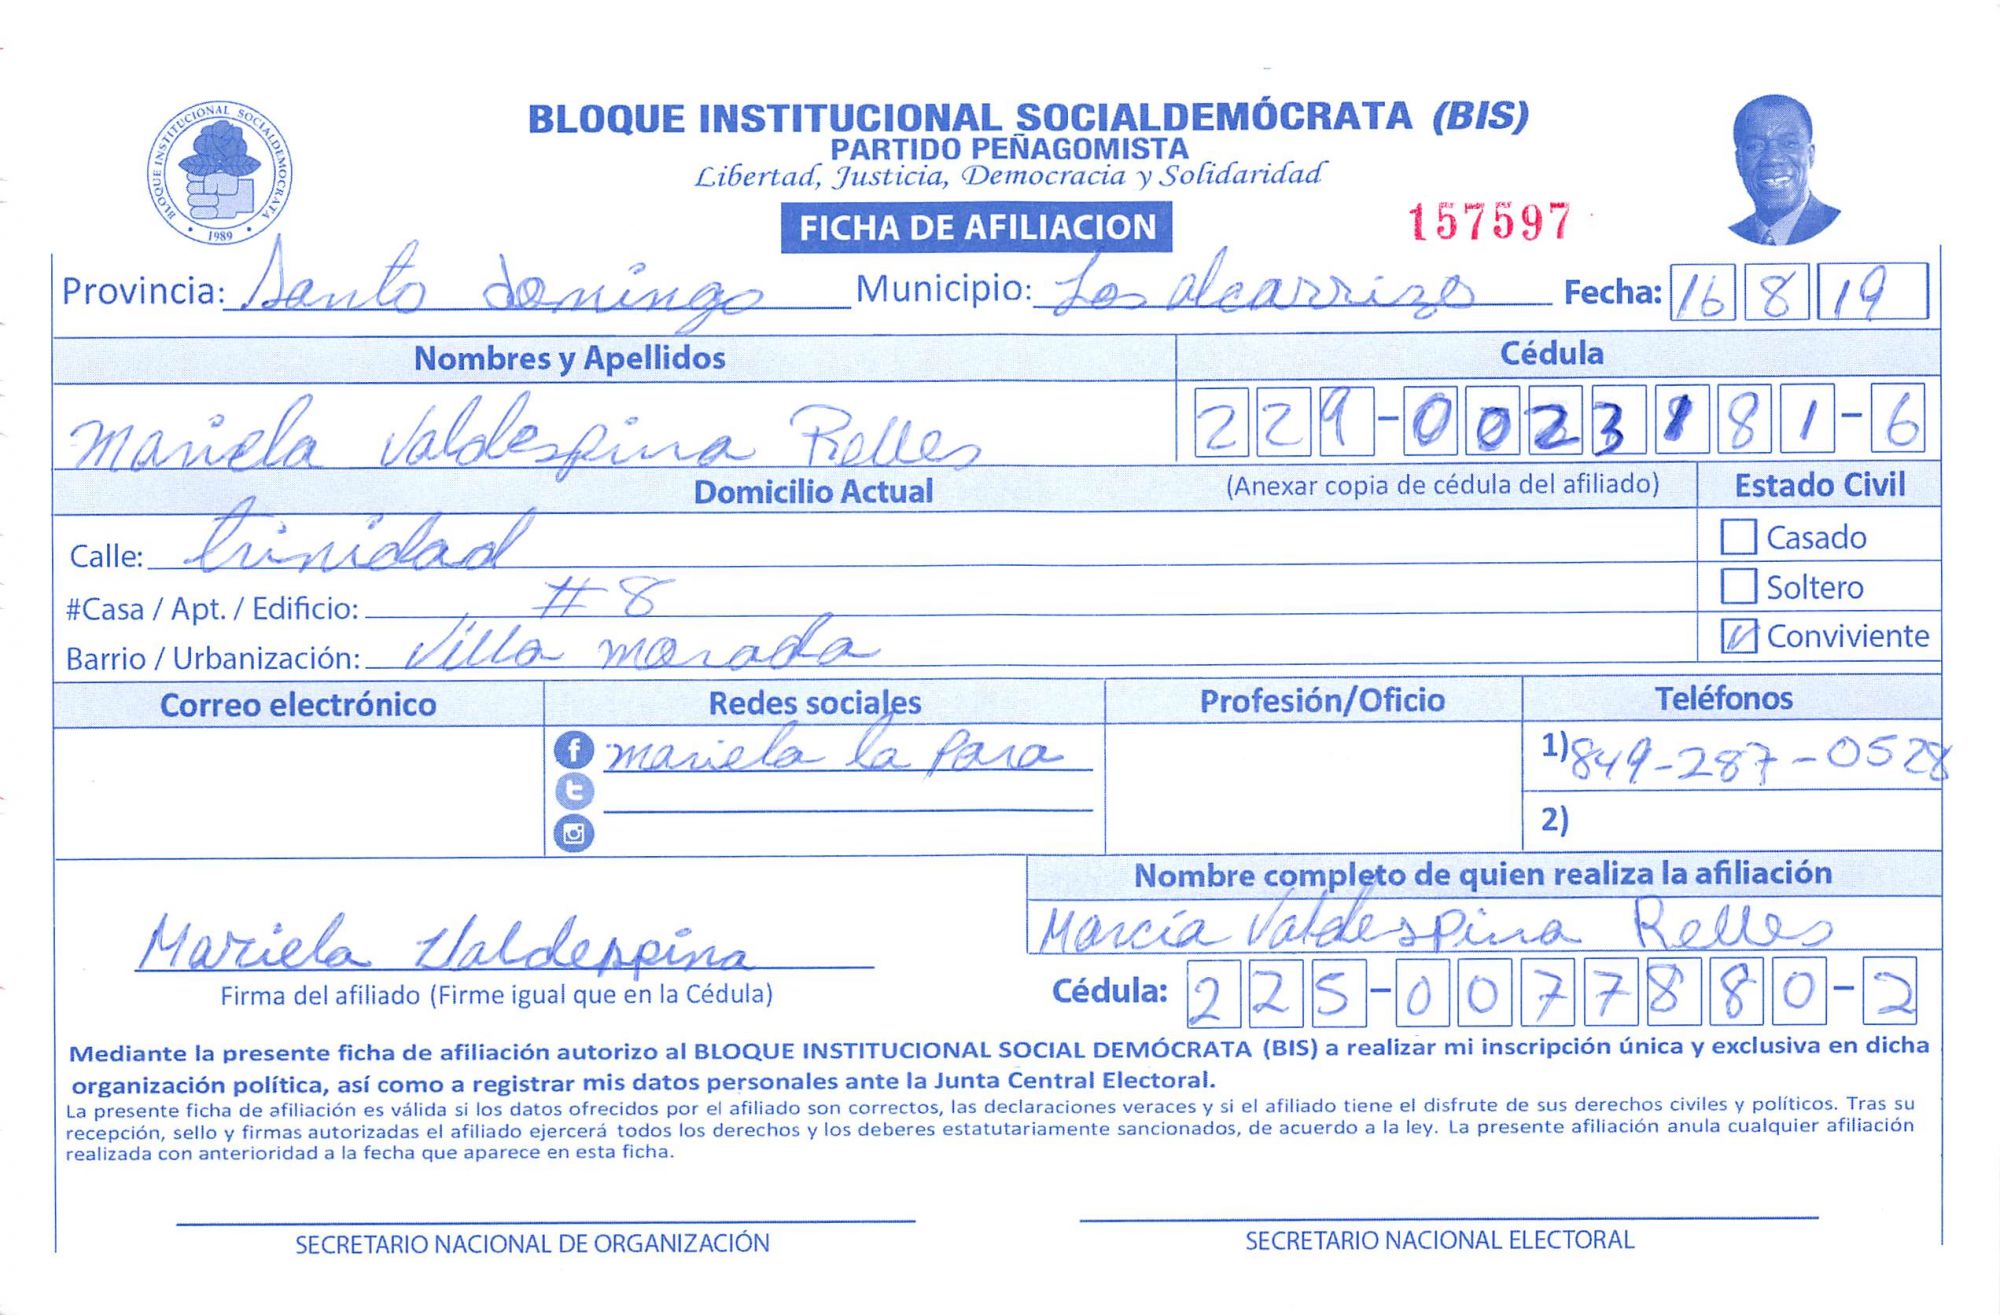 BLOQUE INSTITUCIONAL SOCIALDEMÓCRATA (BIS)
PARTIDO PEÑAGOMISTA
Libertad, Justicia, Democracia y Solidaridad
BLOQUE INSTITUCIONAL SOCIALDEMOCRATA
1989
FICHA DE AFILIACION
157597
Provincia: Santo domingo Municipio: Los alcarrizos Fecha: 16 8 19
Nombres y Apellidos Cédula
Mariela Valdespina Relles 229-0023181-6
Domicilio Actual (Anexar copia de cédula del afiliado) Estado Civil
Calle: trinidad Casado
#Casa / Apt. / Edificio: #8 Soltero
Barrio / Urbanización: Villa morada Conviviente
Correo electrónico Redes sociales Profesión/Oficio Teléfonos
mariela la para 1) 849-287-0528
2)
Nombre completo de quien realiza la afiliación
Marcía Valdespina Relles
Mariela Valdespina
Firma del afiliado (Firme igual que en la Cédula) Cédula: 225-0077880-2
Mediante la presente ficha de afiliación autorizo al BLOQUE INSTITUCIONAL SOCIAL DEMÓCRATA (BIS) a realizar mi inscripción única y exclusiva en dicha
organización política, así como a registrar mis datos personales ante la Junta Central Electoral.
La presente ficha de afiliación es válida si los datos ofrecidos por el afiliado son correctos, las declaraciones veraces y si el afiliado tiene el disfrute de sus derechos civiles y políticos. Tras su
recepción, sello y firmas autorizadas el afiliado ejercerá todos los derechos y los deberes estatutariamente sancionados, de acuerdo a la ley. La presente afiliación anula cualquier afiliación
realizada con anterioridad a la fecha que aparece en esta ficha.
SECRETARIO NACIONAL DE ORGANIZACIÓN SECRETARIO NACIONAL ELECTORAL